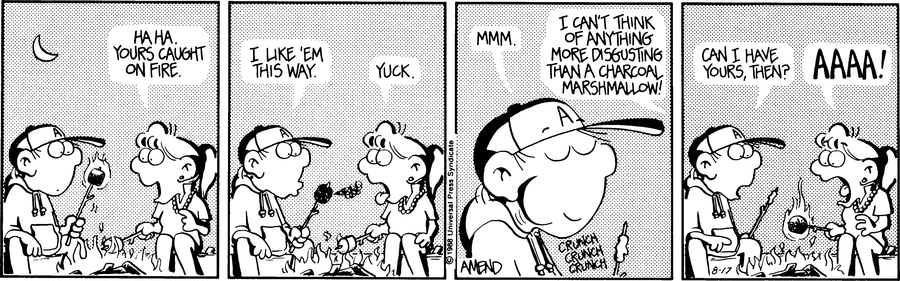 HA HA.
YOURS CAUGHT
ON FIRE.
I LIKE 'EM
THIS WAY.
YUCK.
A
MMM.
I CAN'T THINK
OF ANYTHING
MORE DISGUSTING
THAN A CHARCOAL
MARSHMALLOW!
A
CRUNCH
CRUNCH
CRUNCH
AMEND
©1988 Universal Press Syndicate
CAN I HAVE
YOURS, THEN?
AAAA!
A
8-17